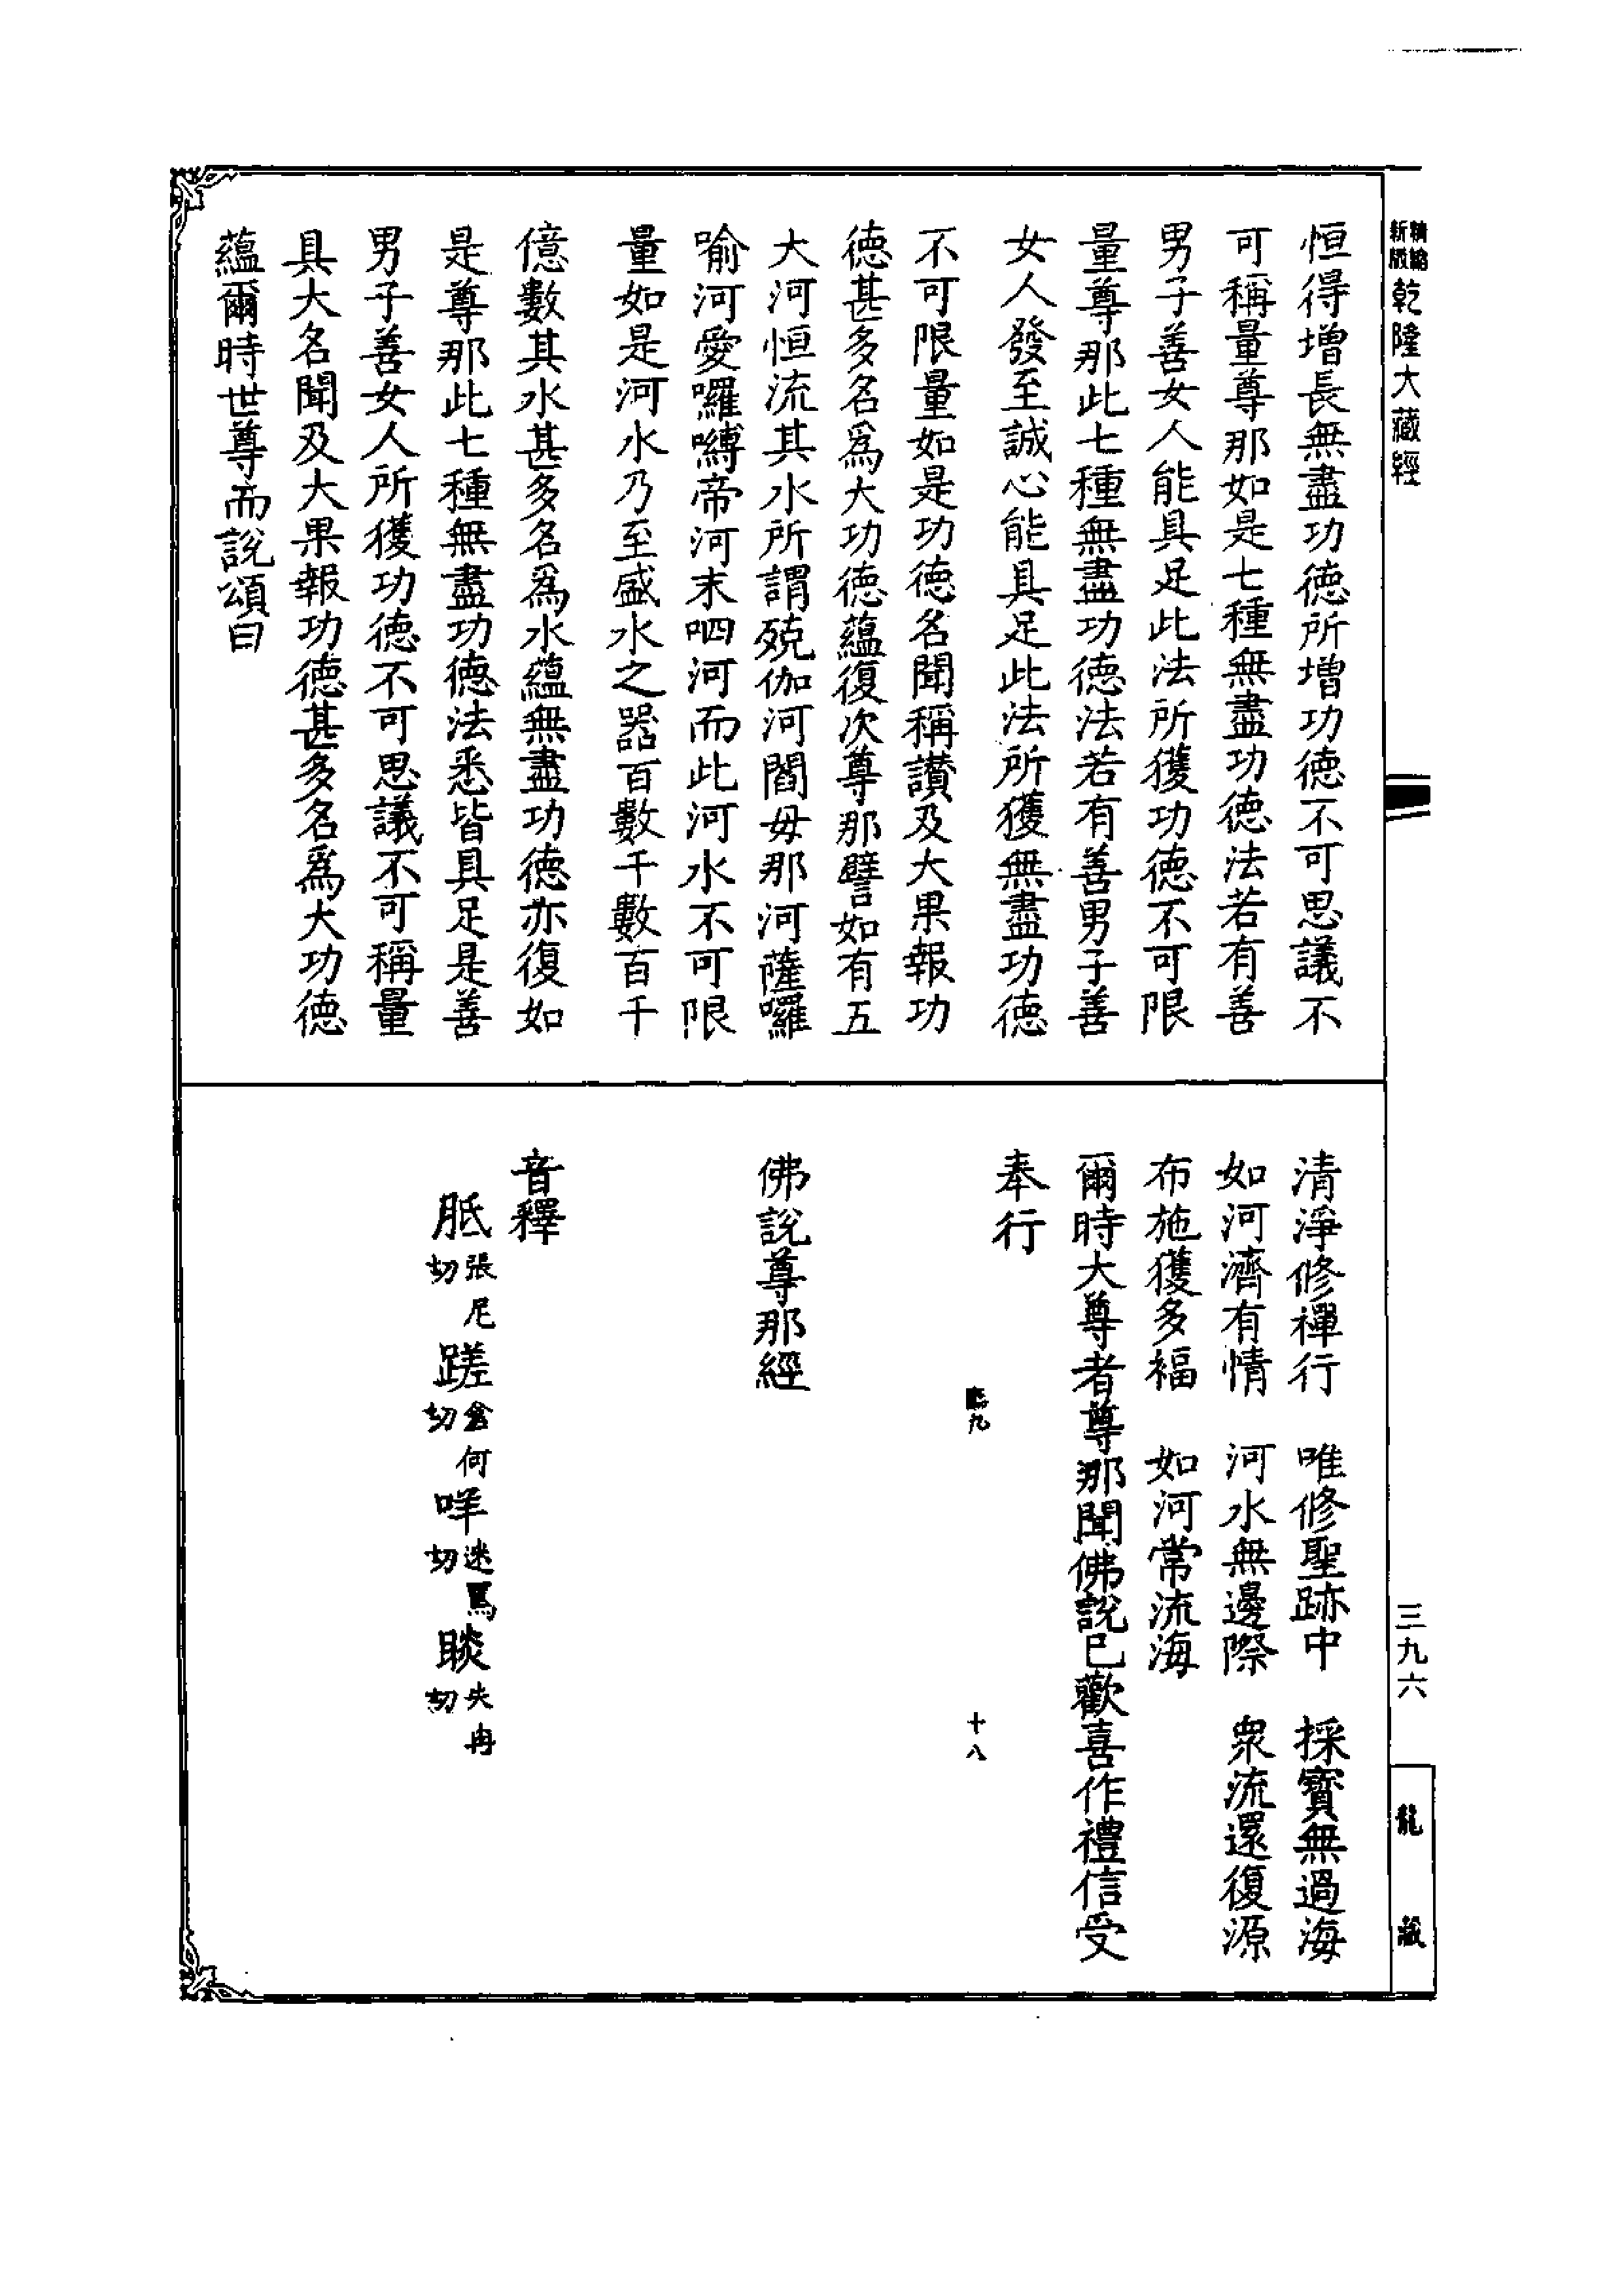 精縮新版乾隆大藏經
恒得增長無盡功德所增功德不可思議不
可稱量尊那如是七種無盡功德法若有善
男子善女人能具足此法所獲功德不可限
量尊那此七種無盡功德法若有善男子善
女人發至誠心能具足此法所獲無盡功德
不可限量如是功德名聞稱讚及大果報功
德甚多名爲大功德蘊復次尊那譬如有五
大河恒流其水所謂殑伽河閻毋那河薩囉
喻河愛囉嚩帝河末呬河而此河水不可限
量如是河水乃至盛水之器百數千數百千
億數其水甚多名爲水蘊無盡功德亦復如
是尊那此七種無盡功德法悉皆具足是善
男子善女人所獲功德不可思議不可稱量
具大名聞及大果報功德甚多名爲大功德
蘊爾時世尊而說頌曰
清淨修禪行　唯修聖跡中　採寶無過海
如河濟有情　河水無邊際　衆流還復源
布施獲多福　如河常流海
爾時大尊者尊那聞佛說已歡喜作禮信受
奉行
九　十八
佛說尊那經
音釋
胝張尼切　蹉倉何切　哶迷爲切　睒失冉切
三九六
龍藏